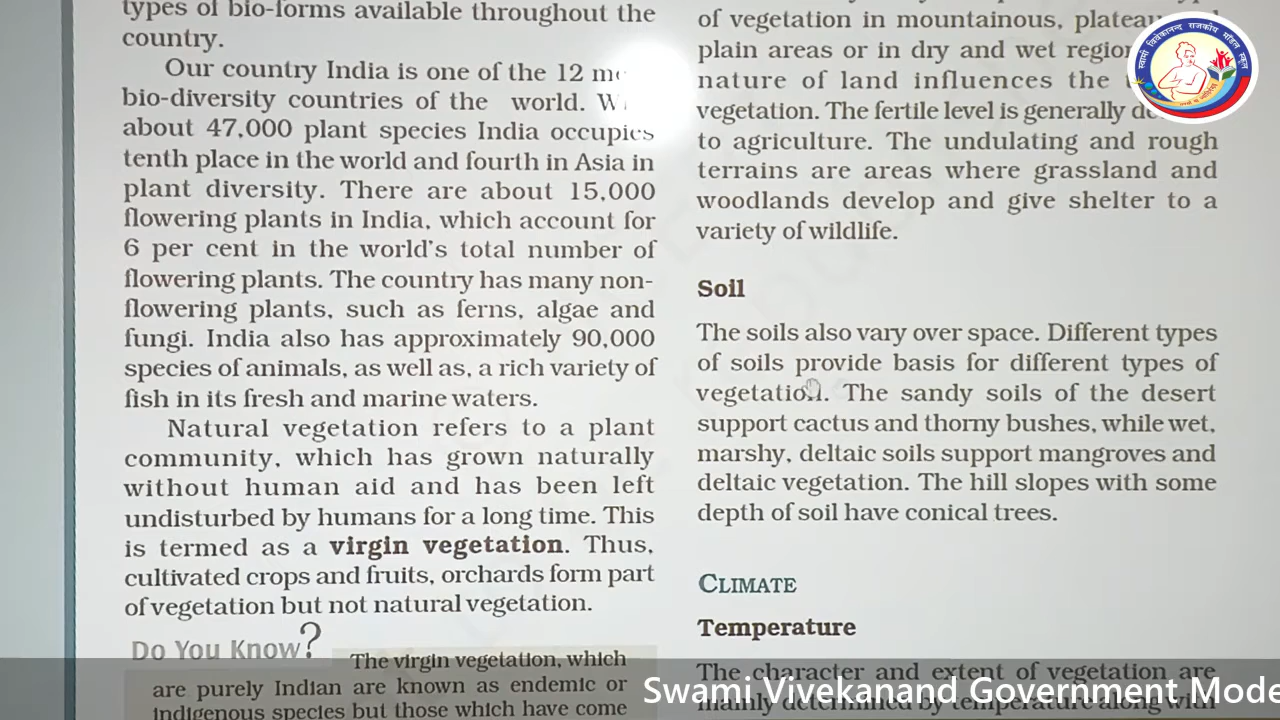 types of bio-forms available throughout the
country.
Our country India is one of the 12
bio-diversity countries of the world.
about 47,000 plant species India occupies
tenth place in the world and fourth in Asia in
plant diversity. There are about 15,000
flowering plants in India, which account for
6 per cent in the world's total number of
flowering plants. The country has many non-
flowering plants, such as ferns, algae and
fungi. India also has approximately 90,000
species of animals, as well as, a rich variety of
fish in its fresh and marine waters.
Natural vegetation refers to a plant
community, which has grown naturally
without human aid and has been left
undisturbed by humans for a long time. This
is termed as a virgin vegetation. Thus,
cultivated crops and fruits, orchards form part
of vegetation but not natural vegetation.
Do You Know?
The virgin vegetation, which
are purely Indian are known as endemic or
indigenous species but those which have come
of vegetation in mountainous, plateau
plain areas or in dry and wet
nature of land influences the
vegetation. The fertile level is generally
to agriculture. The undulating and rough
terrains are areas where grassland and
woodlands develop and give shelter to a
variety of wildlife.
Soil
The soils also vary over space. Different types
of soils provide basis for different types of
vegetation. The sandy soils of the desert
support cactus and thorny bushes, while wet,
marshy, deltaic soils support mangroves and
deltaic vegetation. The hill slopes with some
depth of soil have conical trees.
CLIMATE
Temperature
The character and extent of vegetation are
mainly determined by temperature along with
स्वामी विवेकानन्द राजकीय मॉडल स्कूल
Swami Vivekanand Government Mode